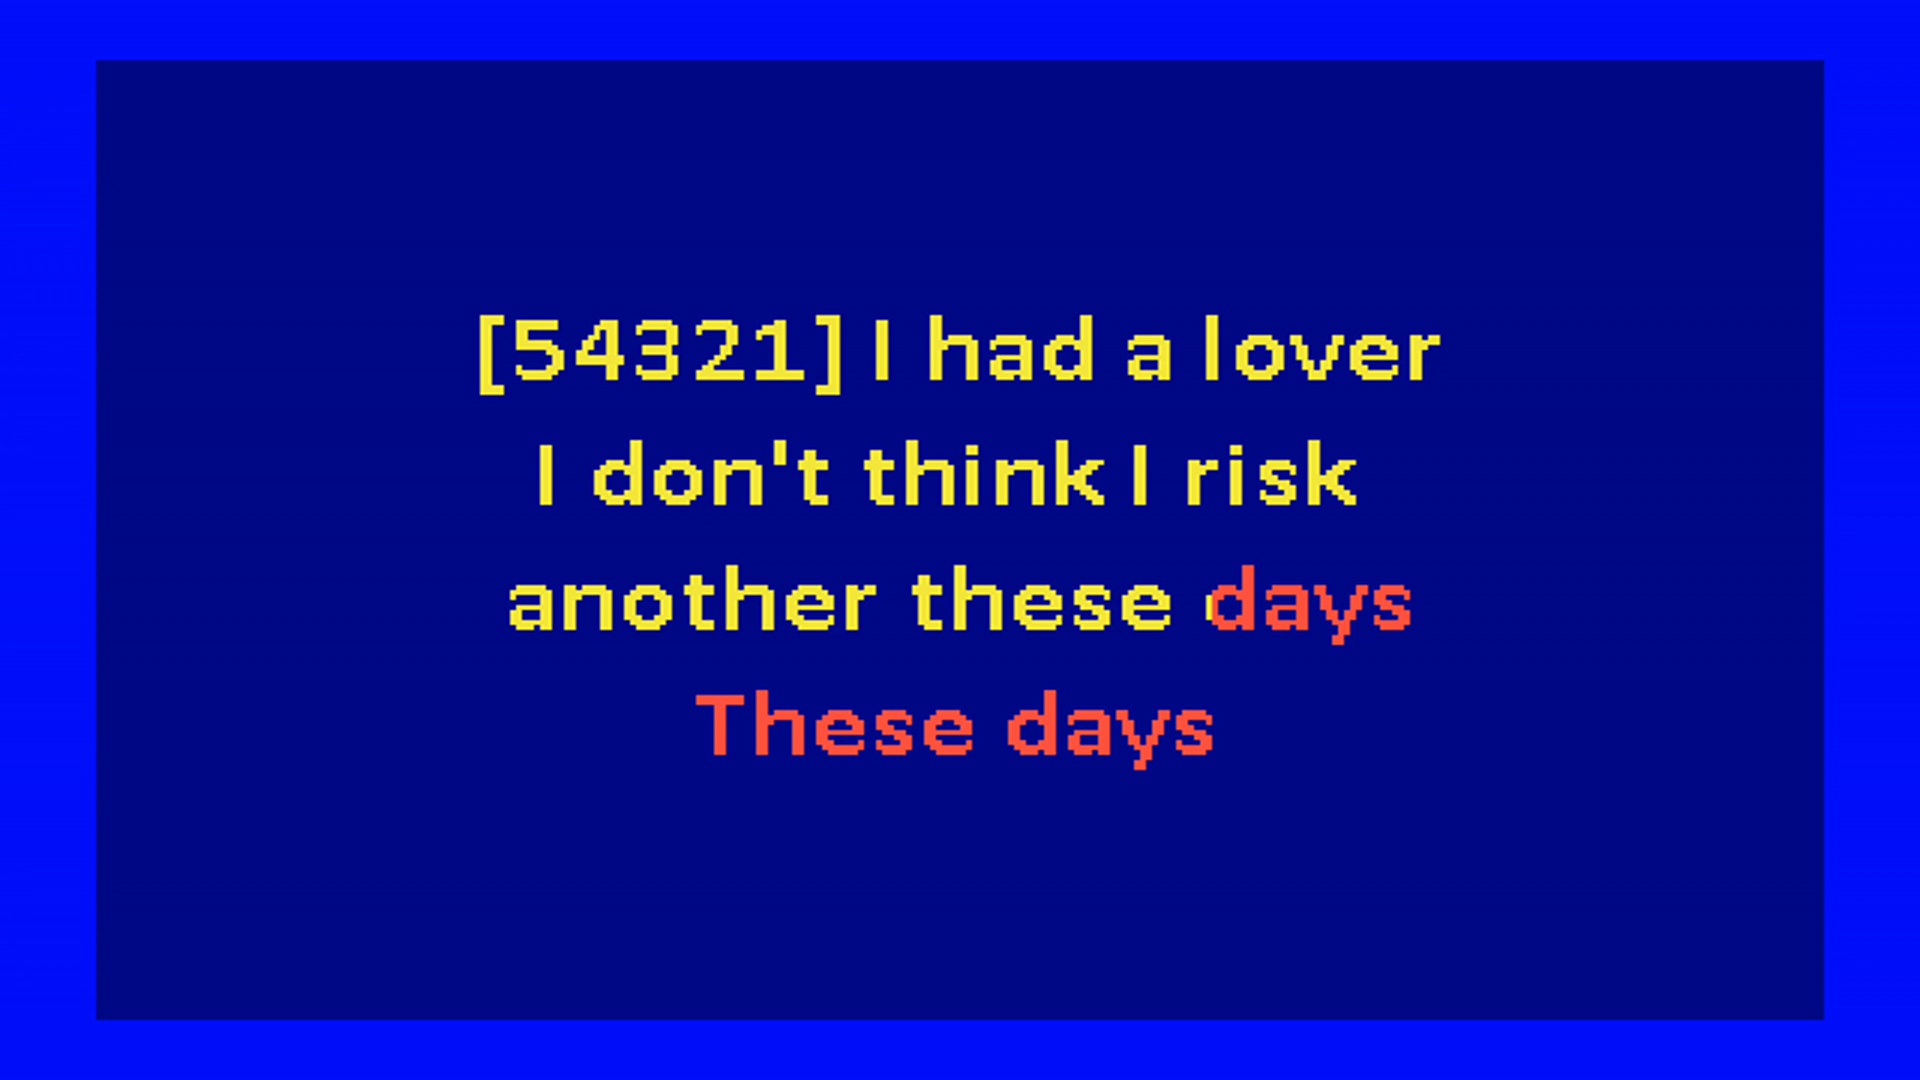 [54321] I had a lover
I don't think I risk
another these days
These days